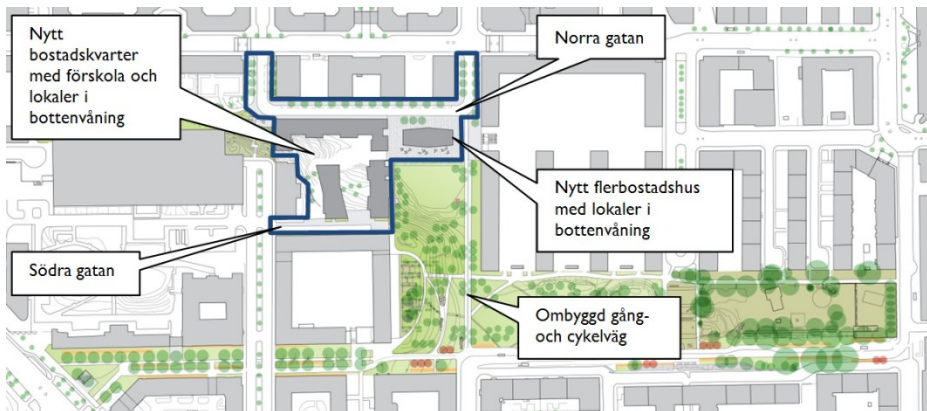 Nytt
bostadskvarter
med förskola och
lokaler i
bottenvåning
Norra gatan
Nytt flerbostadshus
med lokaler i
bottenvåning
Södra gatan
Ombyggd gång-
och cykelväg